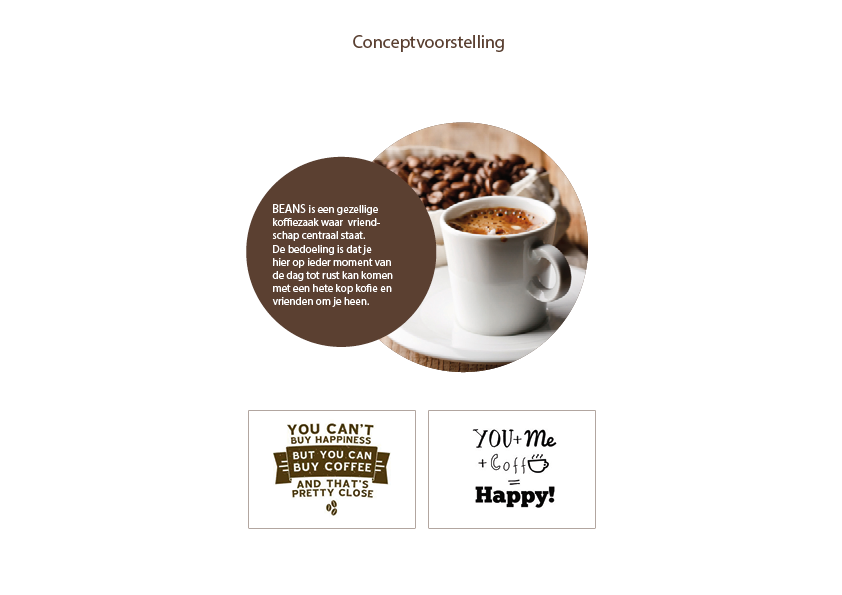 Conceptvoorstelling
BEANS is een gezellige
koffiezaak waar vriend-
schap centraal staat.
De bedoeling is dat je
hier op ieder moment van
de dag tot rust kan komen
met een hete kop kofie en
vrienden om je heen.
YOU CAN'T
BUY HAPPINESS
BUT YOU CAN
BUY COFFEE
AND THAT'S
PRETTY CLOSE
YOU + Me
+ Coff
=
Happy!